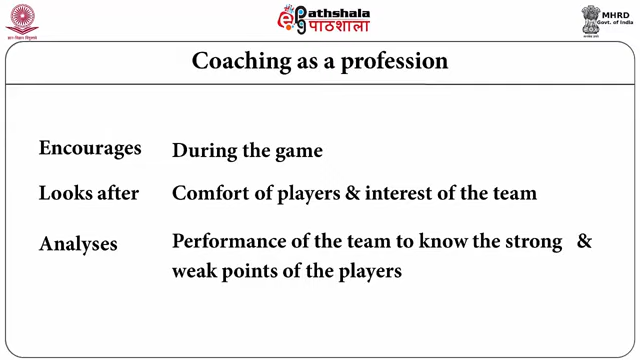 ePathshala
पाठशाला
MHRD
Govt. of India
Coaching as a profession
Encourages During the game
Looks after Comfort of players & interest of the team
Analyses Performance of the team to know the strong & weak points of the players